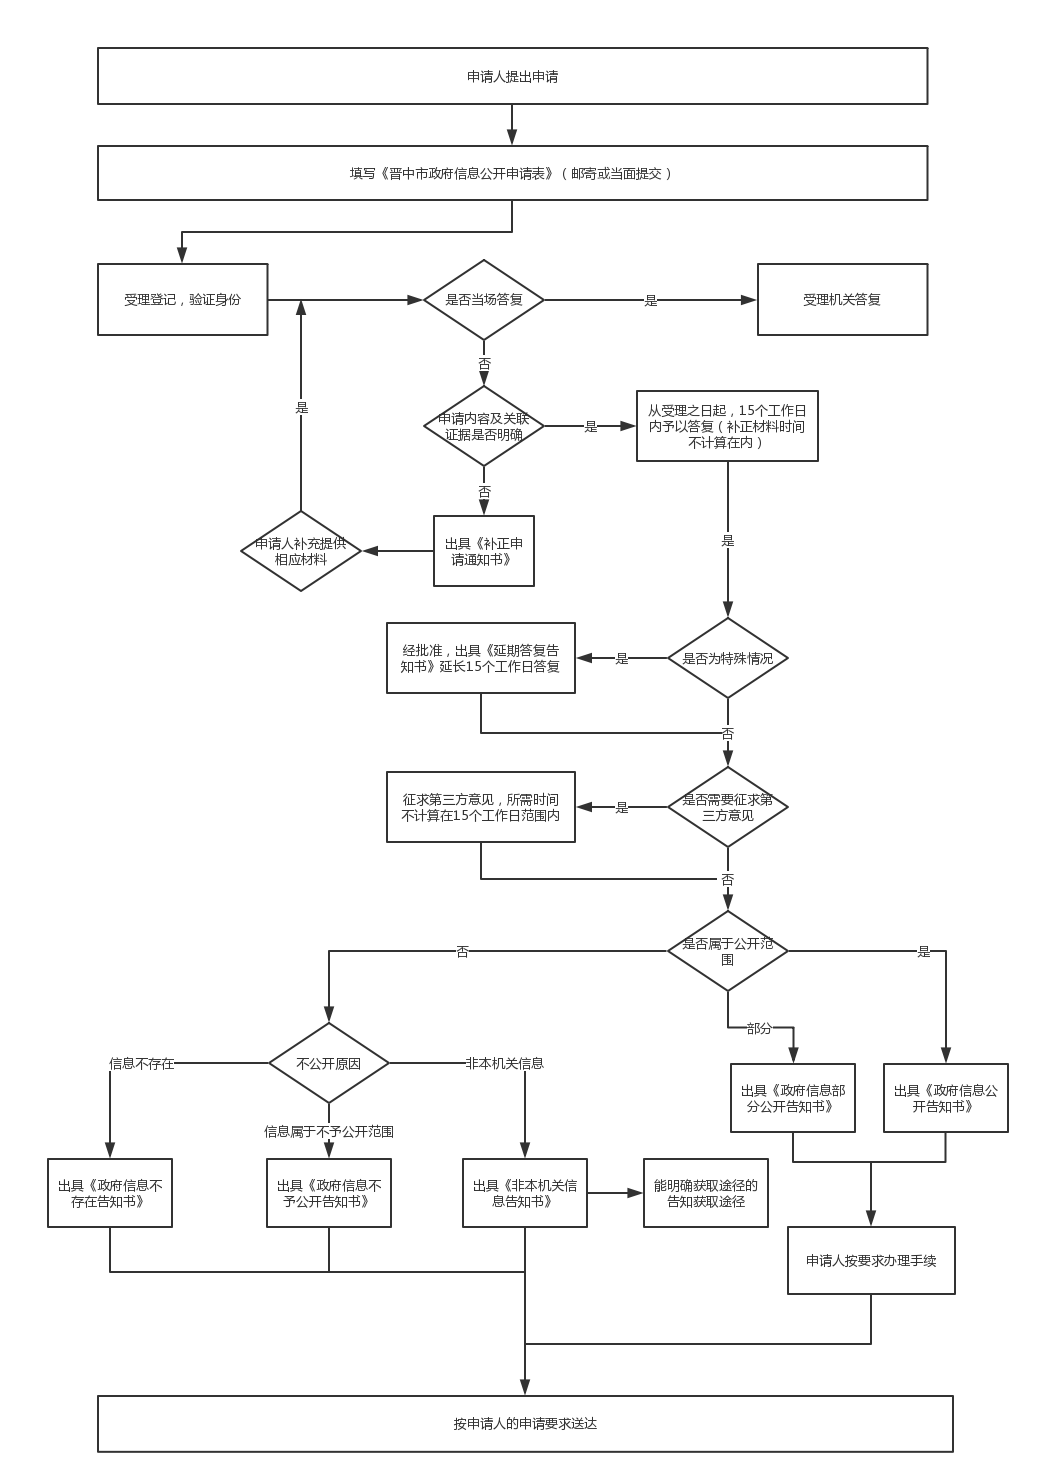 申请人提出申请
填写《晋中市政府信息公开申请表》（邮寄或当面提交）
受理登记，验证身份
是否当场答复
是
受理机关答复
否
是
申请内容及关联
证据是否明确
是
从受理之日起，15个工作日
内予以答复（补正材料时间
不计算在内）
否
申请人补充提供
相应材料
出具《补正申
请通知书》
是
经批准，出具《延期答复告
知书》延长15个工作日答复
是
是否为特殊情况
否
征求第三方意见，所需时间
不计算在15个工作日范围内
是
是否需要征求第
三方意见
否
否
是否属于公开范
围
是
部分
信息不存在
不公开原因
非本机关信息
出具《政府信息部
分公开告知书》
出具《政府信息公
开告知书》
信息属于不予公开范围
出具《政府信息不
存在告知书》
出具《政府信息不
予公开告知书》
出具《非本机关信
息告知书》
能明确获取途径的
告知获取途径
申请人按要求办理手续
按申请人的申请要求送达